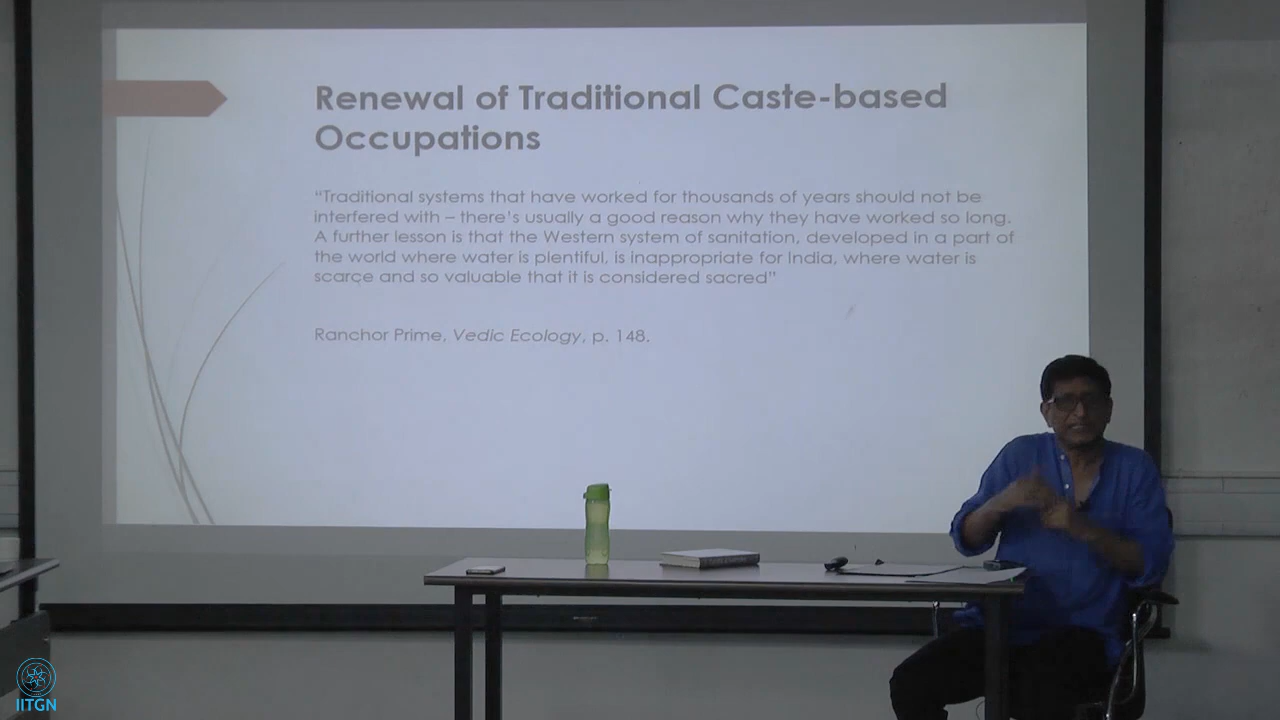 Renewal of Traditional Caste-based
Occupations
“Traditional systems that have worked for thousands of years should not be
interfered with – there’s usually a good reason why they have worked so long.
A further lesson is that the Western system of sanitation, developed in a part of
the world where water is plentiful, is inappropriate for India, where water is
scarce and so valuable that it is considered sacred”
Ranchor Prime, Vedic Ecology, p. 148.
IITGN